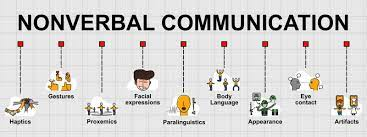 NONVERBAL COMMUNICATION
Haptics
Gestures
Proxemics
Facial
expressions
Paralinguistics
Body
Language
Appearance
Eye
contact
Artifacts